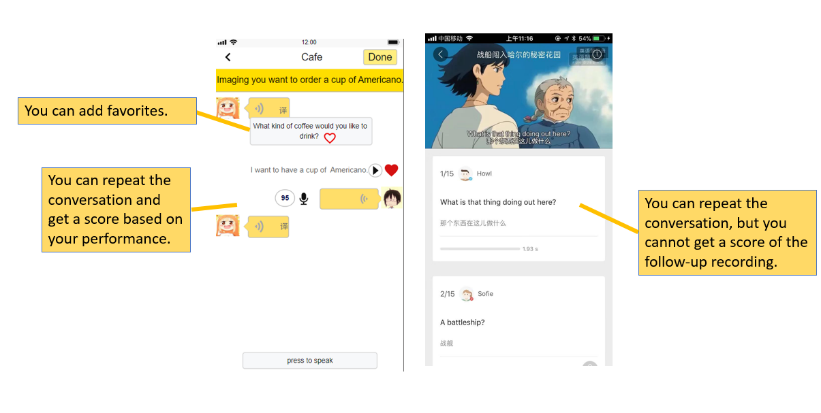 12:00
Cafe
Done
Imaging you want to order a cup of Americano.
译
What kind of coffee would you like to
drink?
I want to have a cup of Americano.
95
译
press to speak
You can add favorites.
You can repeat the
conversation and
get a score based on
your performance.
中国移动
上午11:16
54%
战船闯入哈尔的秘密花园
What is that thing doing out here?
那个东西在这儿做什么
1/15
Howl
What is that thing doing out here?
那个东西在这儿做什么
1.93 s
2/15
Sofie
A battleship?
战舰
You can repeat the
conversation, but you
cannot get a score of the
follow-up recording.